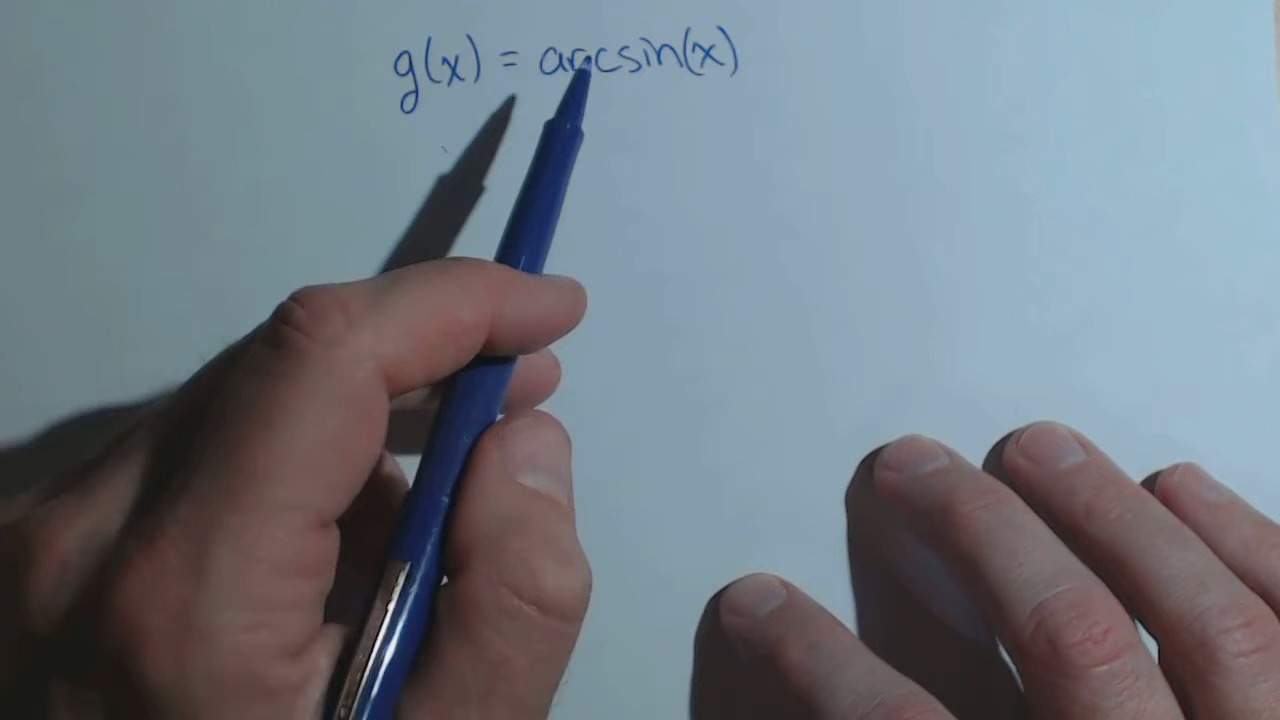 g(x) = arcsin(x)